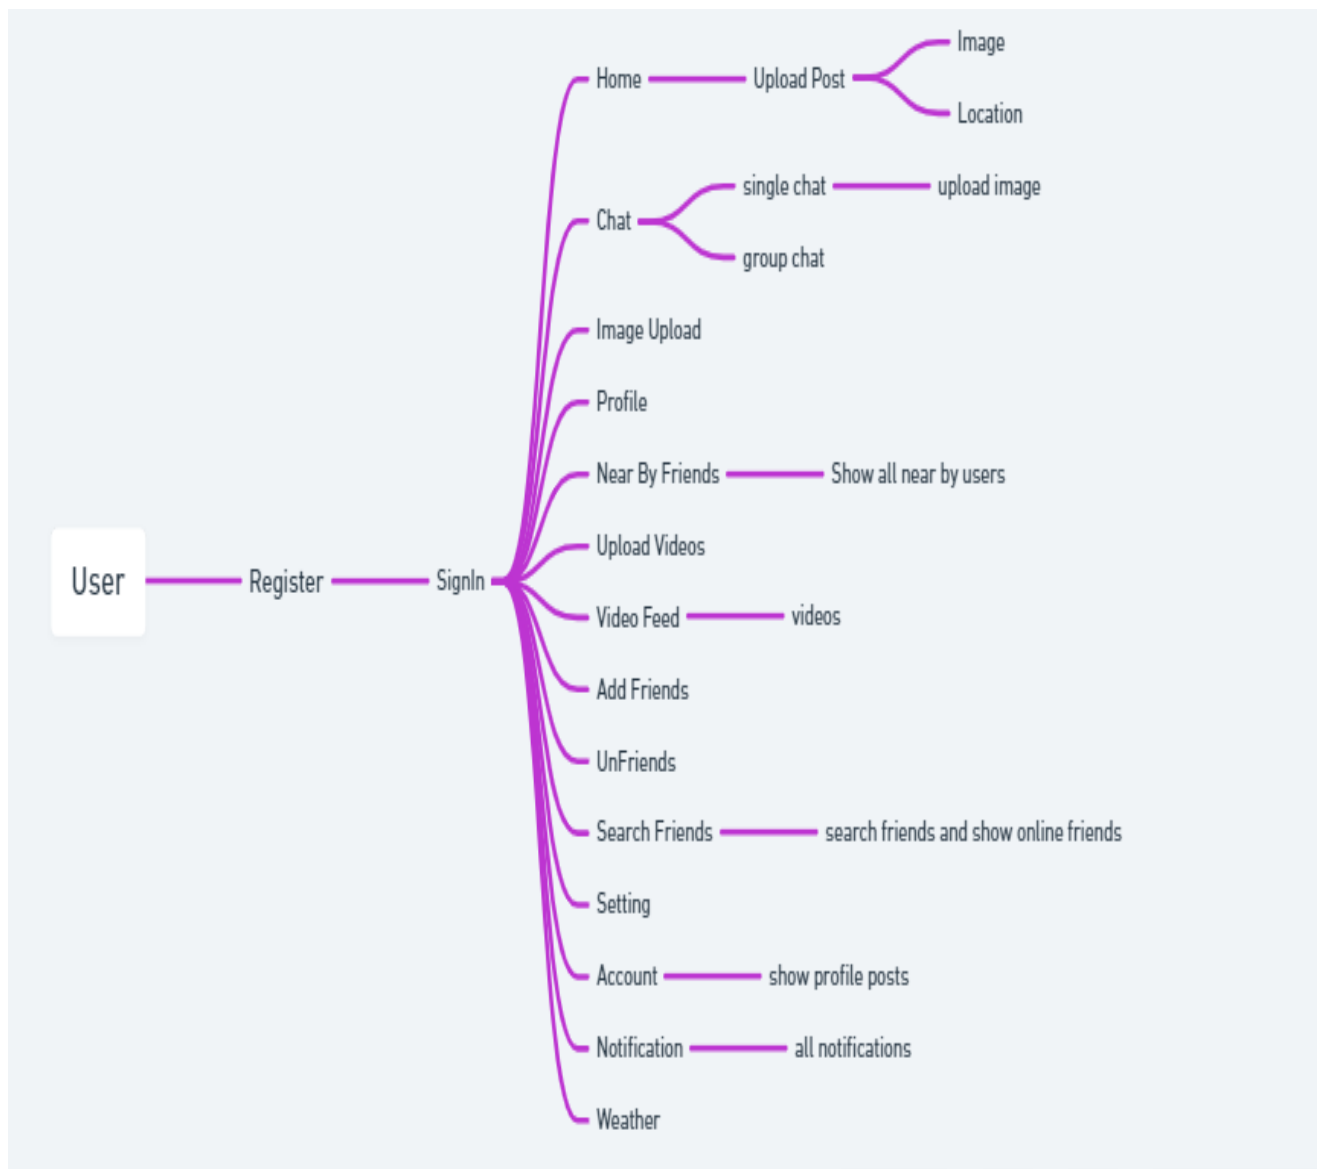 Image
Home
Upload Post
Location
single chat
upload image
Chat
group chat
Image Upload
Profile
Near By Friends
Show all near by users
Upload Videos
User
Register
SignIn
Video Feed
videos
Add Friends
UnFriends
Search Friends
search friends and show online friends
Setting
Account
show profile posts
Notification
all notifications
Weather